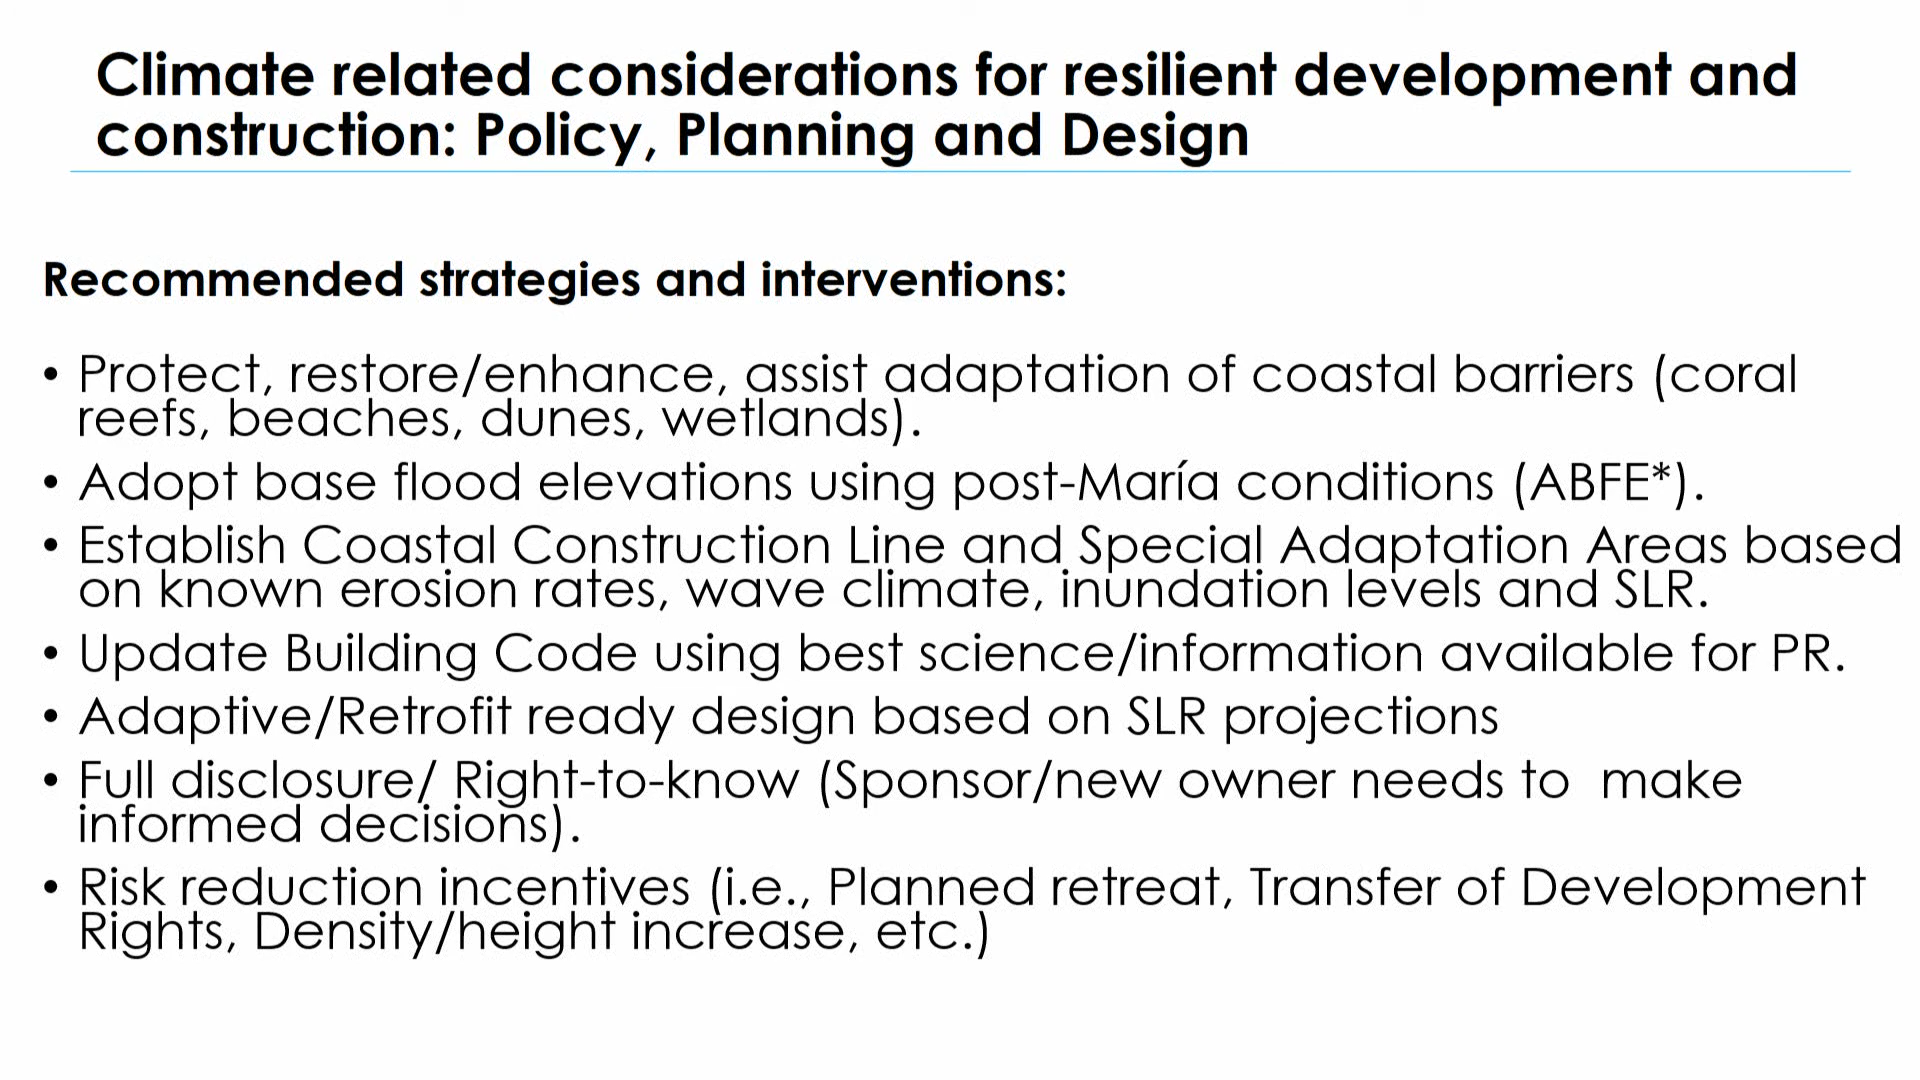 Climate related considerations for resilient development and
construction: Policy, Planning and Design
Recommended strategies and interventions:
• Protect, restore/enhance, assist adaptation of coastal barriers (coral
reefs, beaches, dunes, wetlands).
• Adopt base flood elevations using post-María conditions (ABFE*).
• Establish Coastal Construction Line and Special Adaptation Areas based
on known erosion rates, wave climate, inundation levels and SLR.
• Update Building Code using best science/information available for PR.
• Adaptive/Retrofit ready design based on SLR projections
• Full disclosure/ Right-to-know (Sponsor/new owner needs to  make
informed decisions).
• Risk reduction incentives (i.e., Planned retreat, Transfer of Development
Rights, Density/height increase, etc.)